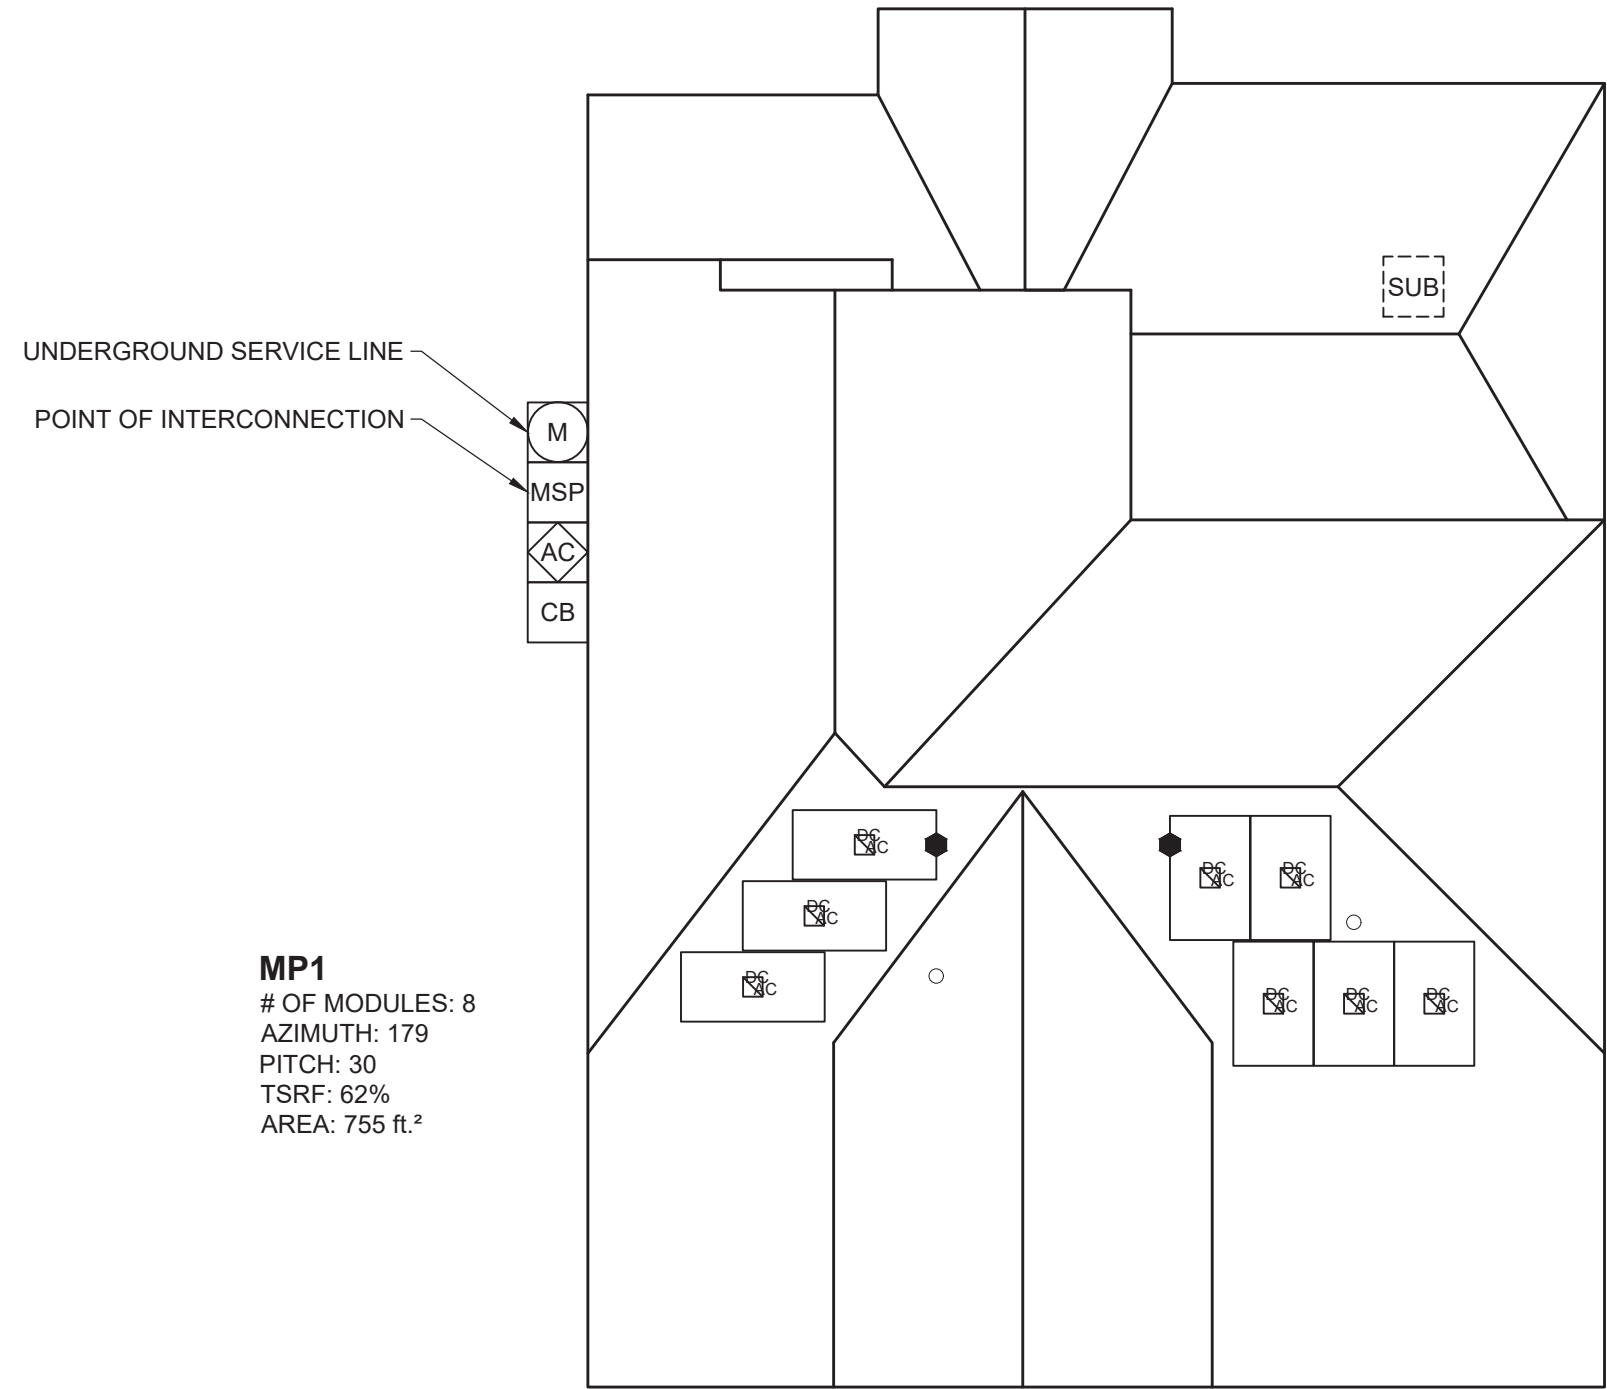 SUB
UNDERGROUND SERVICE LINE
POINT OF INTERCONNECTION
M
MSP
AC
CB
DC
AC
DC
AC
DC
AC
DC
AC
DC
AC
DC
AC
DC
AC
DC
AC
MP1
# OF MODULES: 8
AZIMUTH: 179
PITCH: 30
TSRF: 62%
AREA: 755 ft.²